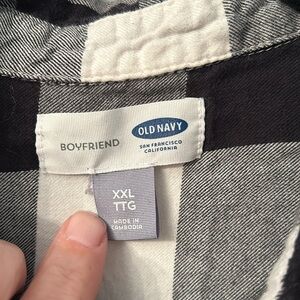 BOYFRIEND
OLD NAVY
SAN FRANCISCO
CALIFORNIA
XXL
TTG
MADE IN
CAMBODIA